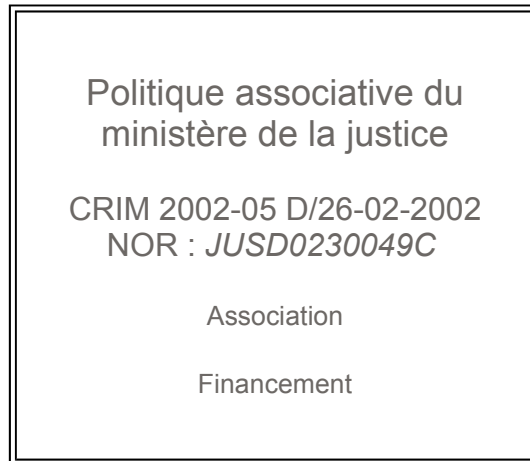 Politique associative du
ministère de la justice
CRIM 2002-05 D/26-02-2002
NOR : JUSD0230049C
Association
Financement